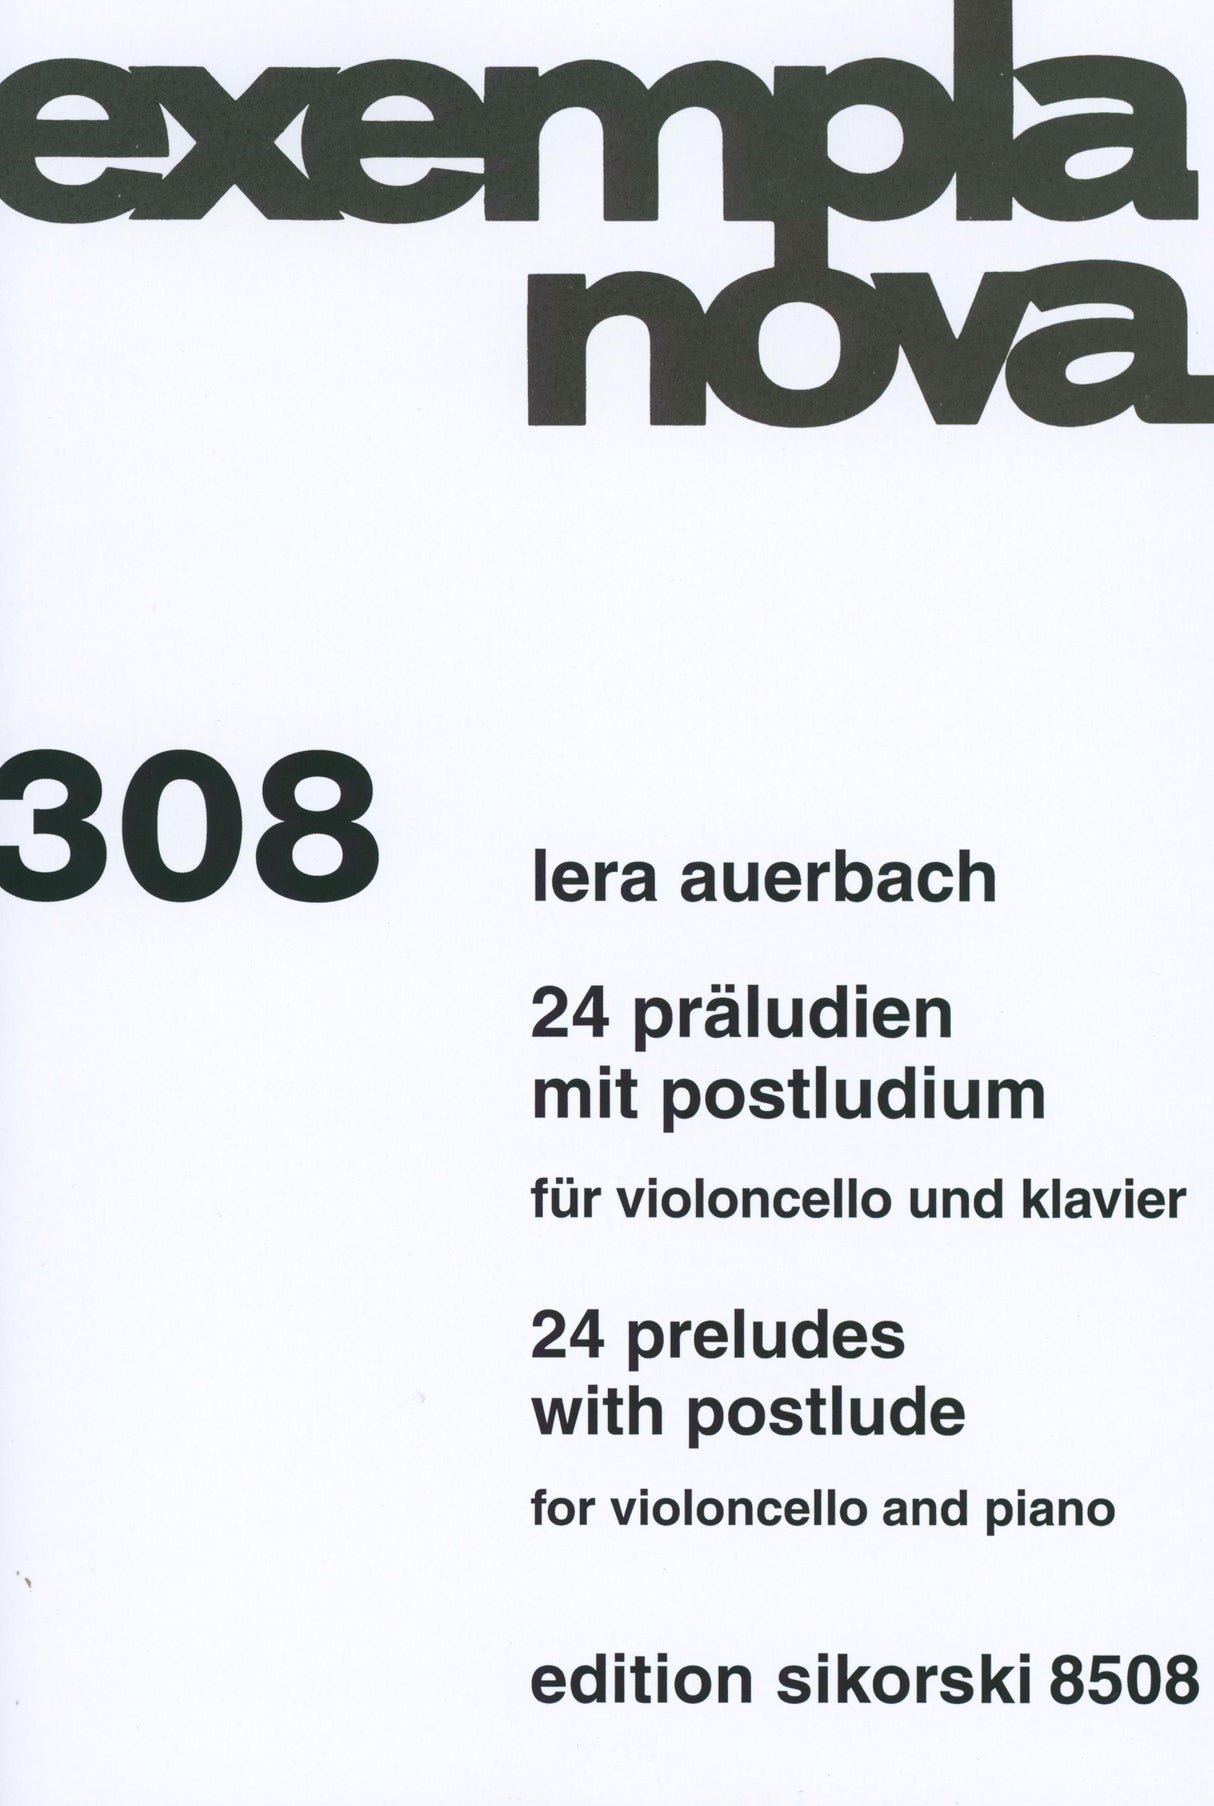 exempla
nova
308
lera auerbach
24 präludien
mit postludium
für violoncello und klavier
24 preludes
with postlude
for violoncello and piano
edition sikorski 8508